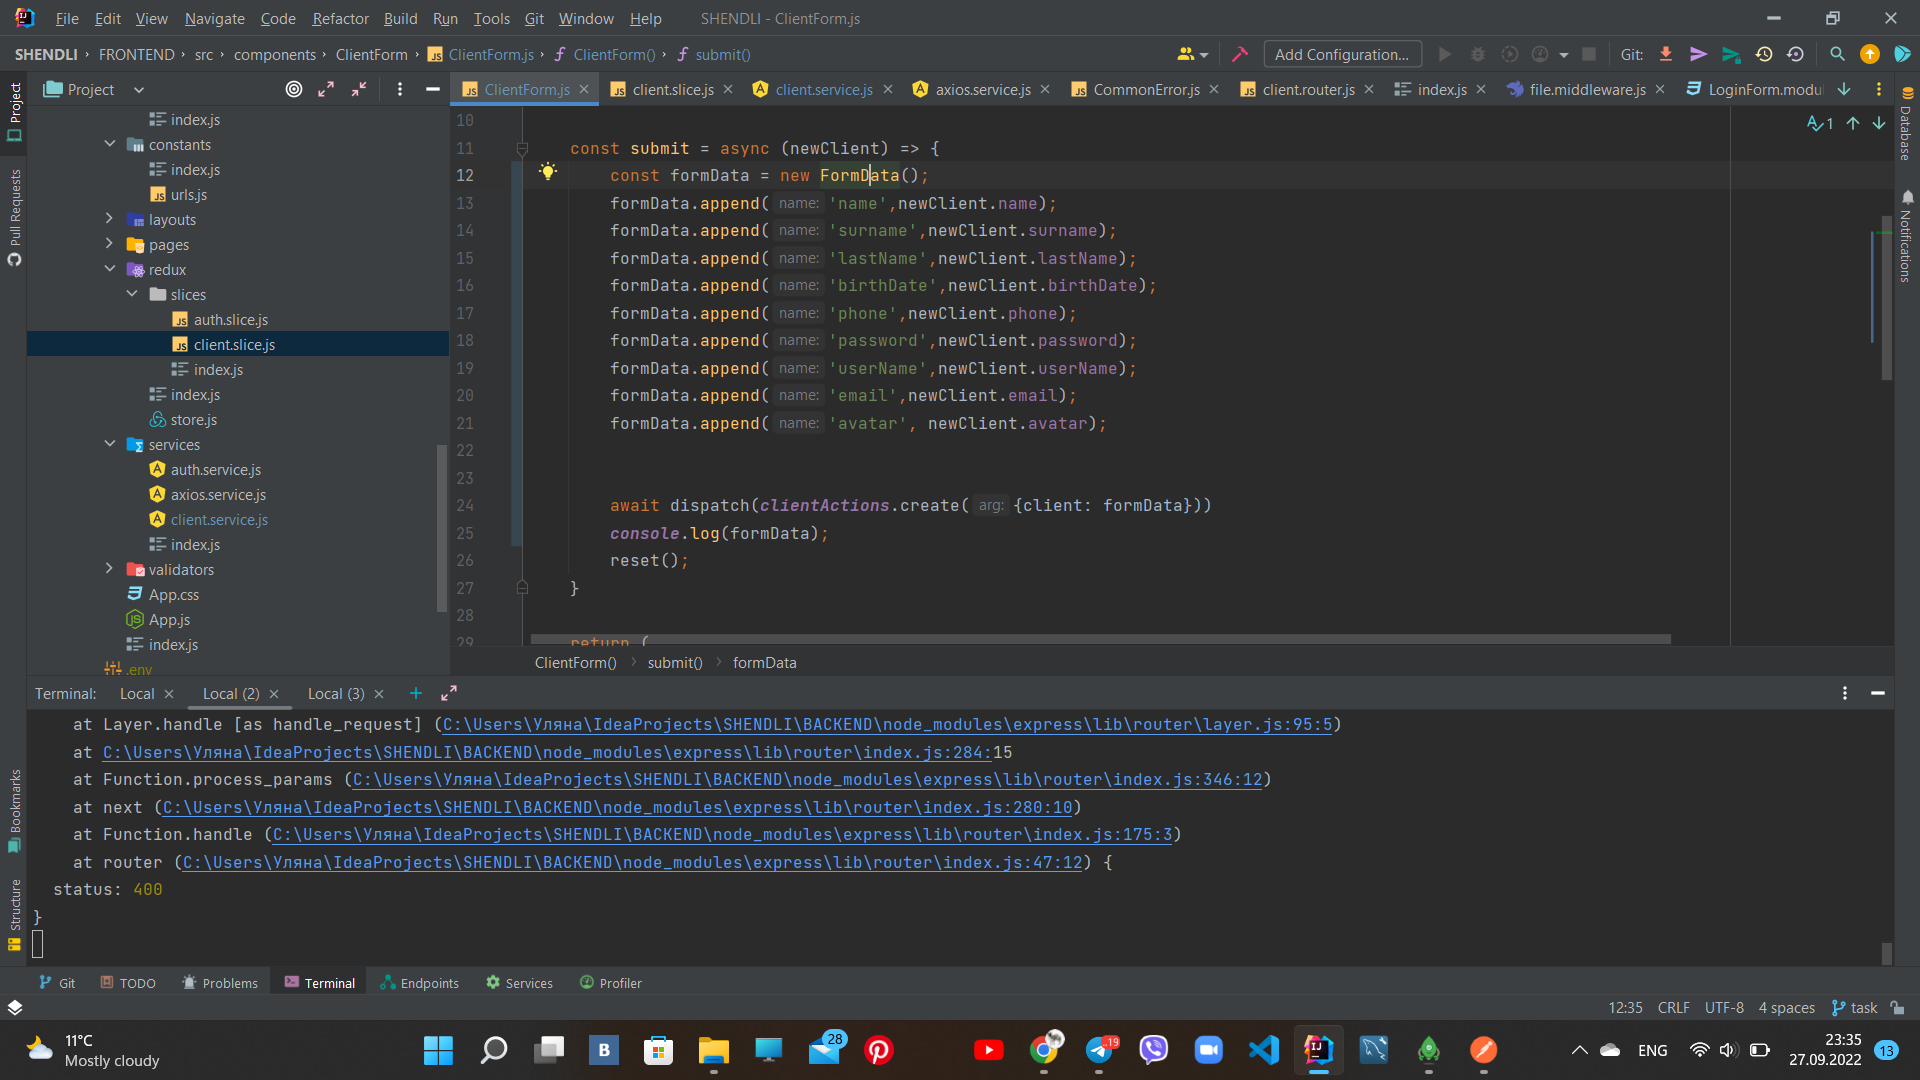 File Edit View Navigate Code Refactor Build Run Tools Git Window Help SHENDLI - ClientForm.js
SHENDLI FRONTEND src components ClientForm ClientForm.js ClientForm() submit() Add Configuration... Git:
Project
ClientForm.js client.slice.js client.service.js axios.service.js CommonError.js client.router.js index.js file.middleware.js LoginForm.modu
Project
Pull Requests
Bookmarks
Structure
index.js
constants
index.js
urls.js
layouts
pages
redux
slices
auth.slice.js
client.slice.js
index.js
index.js
store.js
services
auth.service.js
axios.service.js
client.service.js
index.js
validators
App.css
App.js
index.js
.env
10
11 const submit = async (newClient) => {
12 const formData = new FormData();
13 formData.append( name: 'name',newClient.name);
14 formData.append( name: 'surname',newClient.surname);
15 formData.append( name: 'lastName',newClient.lastName);
16 formData.append( name: 'birthDate',newClient.birthDate);
17 formData.append( name: 'phone',newClient.phone);
18 formData.append( name: 'password',newClient.password);
19 formData.append( name: 'userName',newClient.userName);
20 formData.append( name: 'email',newClient.email);
21 formData.append( name: 'avatar', newClient.avatar);
22
23
24 await dispatch(clientActions.create( arg: {client: formData}))
25 console.log(formData);
26 reset();
27 }
28
29 return (
1
Database
Notifications
ClientForm() submit() formData
Terminal: Local Local (2) Local (3)
at Layer.handle [as handle_request] (C:\Users\Уляна\IdeaProjects\SHENDLI\BACKEND\node_modules\express\lib\router\layer.js:95:5)
at C:\Users\Уляна\IdeaProjects\SHENDLI\BACKEND\node_modules\express\lib\router\index.js:284:15
at Function.process_params (C:\Users\Уляна\IdeaProjects\SHENDLI\BACKEND\node_modules\express\lib\router\index.js:346:12)
at next (C:\Users\Уляна\IdeaProjects\SHENDLI\BACKEND\node_modules\express\lib\router\index.js:280:10)
at Function.handle (C:\Users\Уляна\IdeaProjects\SHENDLI\BACKEND\node_modules\express\lib\router\index.js:175:3)
at router (C:\Users\Уляна\IdeaProjects\SHENDLI\BACKEND\node_modules\express\lib\router\index.js:47:12) {
status: 400
}
Git TODO Problems Terminal Endpoints Services Profiler
12:35 CRLF UTF-8 4 spaces task
11°C
Mostly cloudy
28
19
ENG
23:35
27.09.2022
13